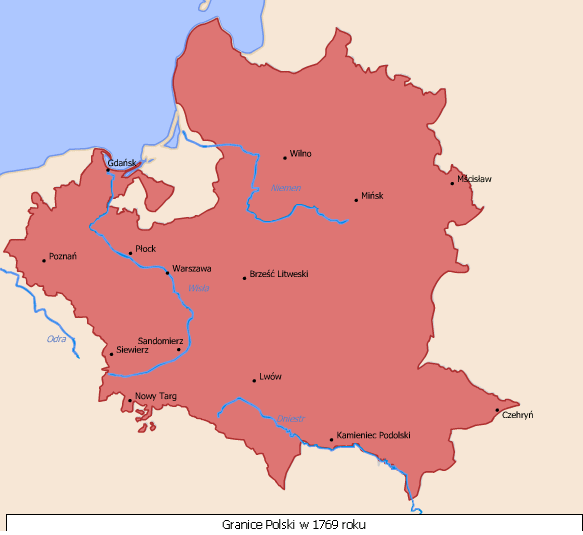 Gdańsk
Wilno
Mścisław
Niemen
Mińsk
Płock
Poznań
Warszawa
Brześć Litweski
Wisła
Odra
Sandomierz
Siewierz
Lwów
Nowy Targ
Czehryń
Dniestr
Kamieniec Podolski
Granice Polski w 1769 roku